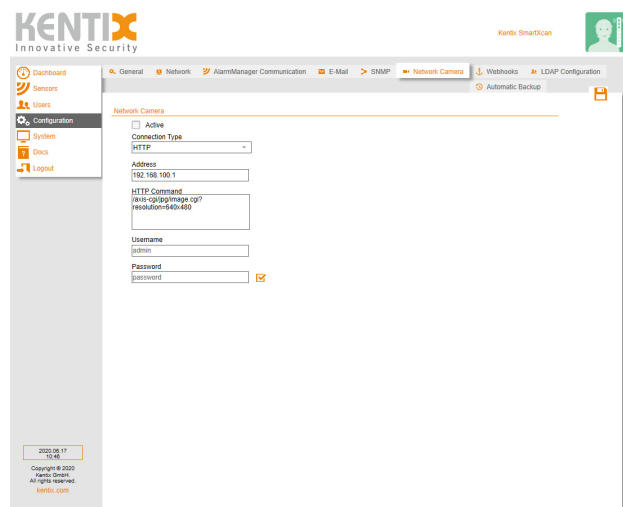 KENTIX
Innovative Security
Kentix SmartXcan
Dashboard
Sensors
Users
Configuration
System
Docs
Logout
General
Network
AlarmManager Communication
E-Mail
SNMP
Network Camera
Webhooks
LDAP Configuration
Automatic Backup
Network Camera
Active
Connection Type
HTTP
Address
192.168.100.1
HTTP Command
/axis-cgi/jpg/image.cgi?
resolution=640x480
Username
admin
Password
password
2020.06.17
10:46
Copyright © 2020
Kentix GmbH.
All rights reserved.
kentix.com